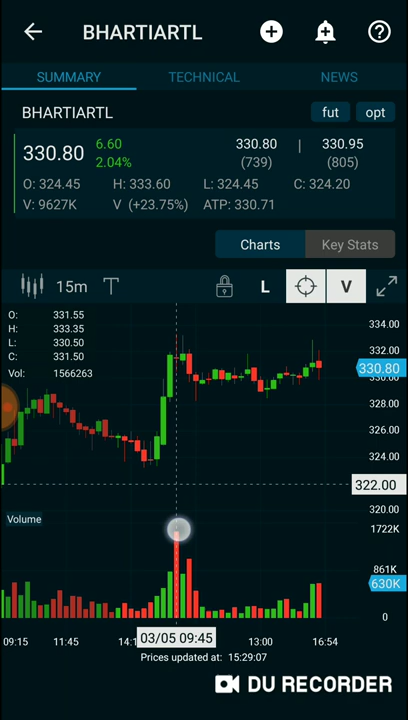 BHARTIARTL
SUMMARY TECHNICAL NEWS
BHARTIARTL fut opt
330.80 6.60 2.04% 330.80 (739) | 330.95 (805)
O: 324.45 H: 333.60 L: 324.45 C: 324.20
V: 9627K V (+23.75%) ATP: 330.71
Charts Key Stats
15m T L V
O: 331.55
H: 333.35
L: 330.50
C: 331.50
Vol: 1566263
334.00
332.00
330.80
330.00
328.00
326.00
324.00
322.00
320.00
Volume
1722K
861K
630K
0
09:15 11:45 14:1 03/05 09:45 13:00 16:54
Prices updated at: 15:29:07
DU RECORDER